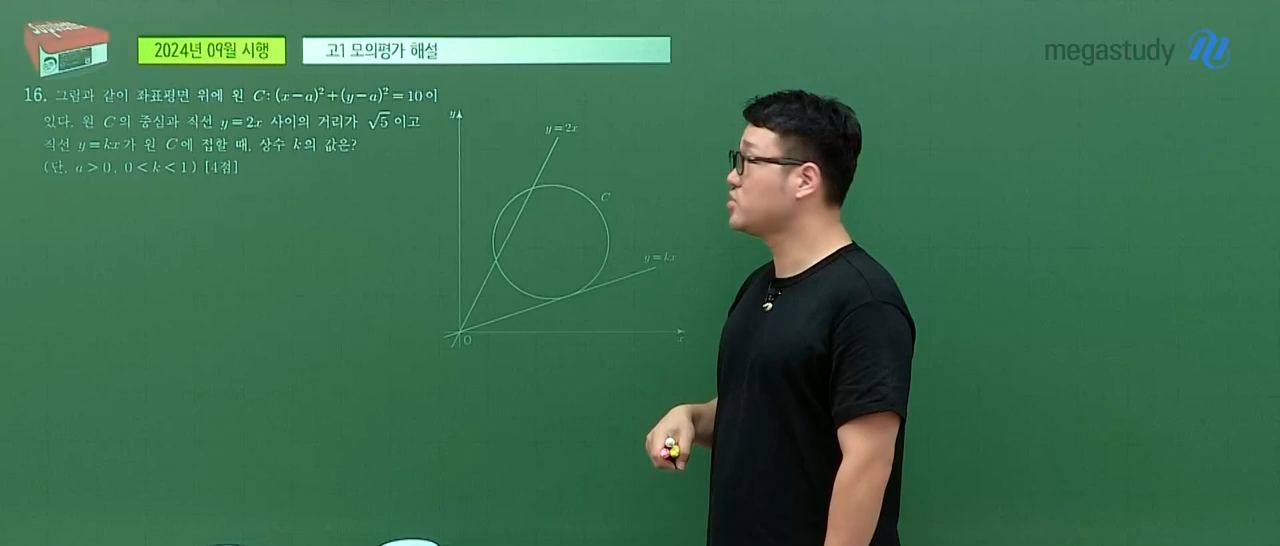 2024년 09월 시행
고1 모의평가 해설
megastudy
16. 그림과 같이 좌표평면 위에 원 C: (x-a)²+(y-a)²=10이
있다. 원 C의 중심과 직선 y=2x 사이의 거리가 √5 이고
직선 y=kx가 원 C에 접할 때, 상수 k의 값은?
(단, a>0, 0<k<1) [4점]
y
y=2x
C
y=kx
O
x